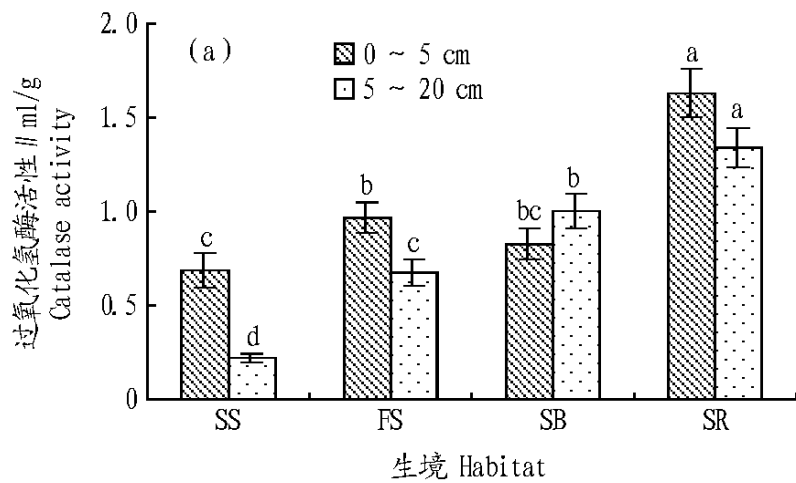 (a)
0 ~ 5 cm
5 ~ 20 cm
过氧化氢酶活性∥ml/g
Catalase activity
2.0
1.5
1.0
0.5
0
c
d
b
c
bc
b
a
a
SS
FS
SB
SR
生境 Habitat